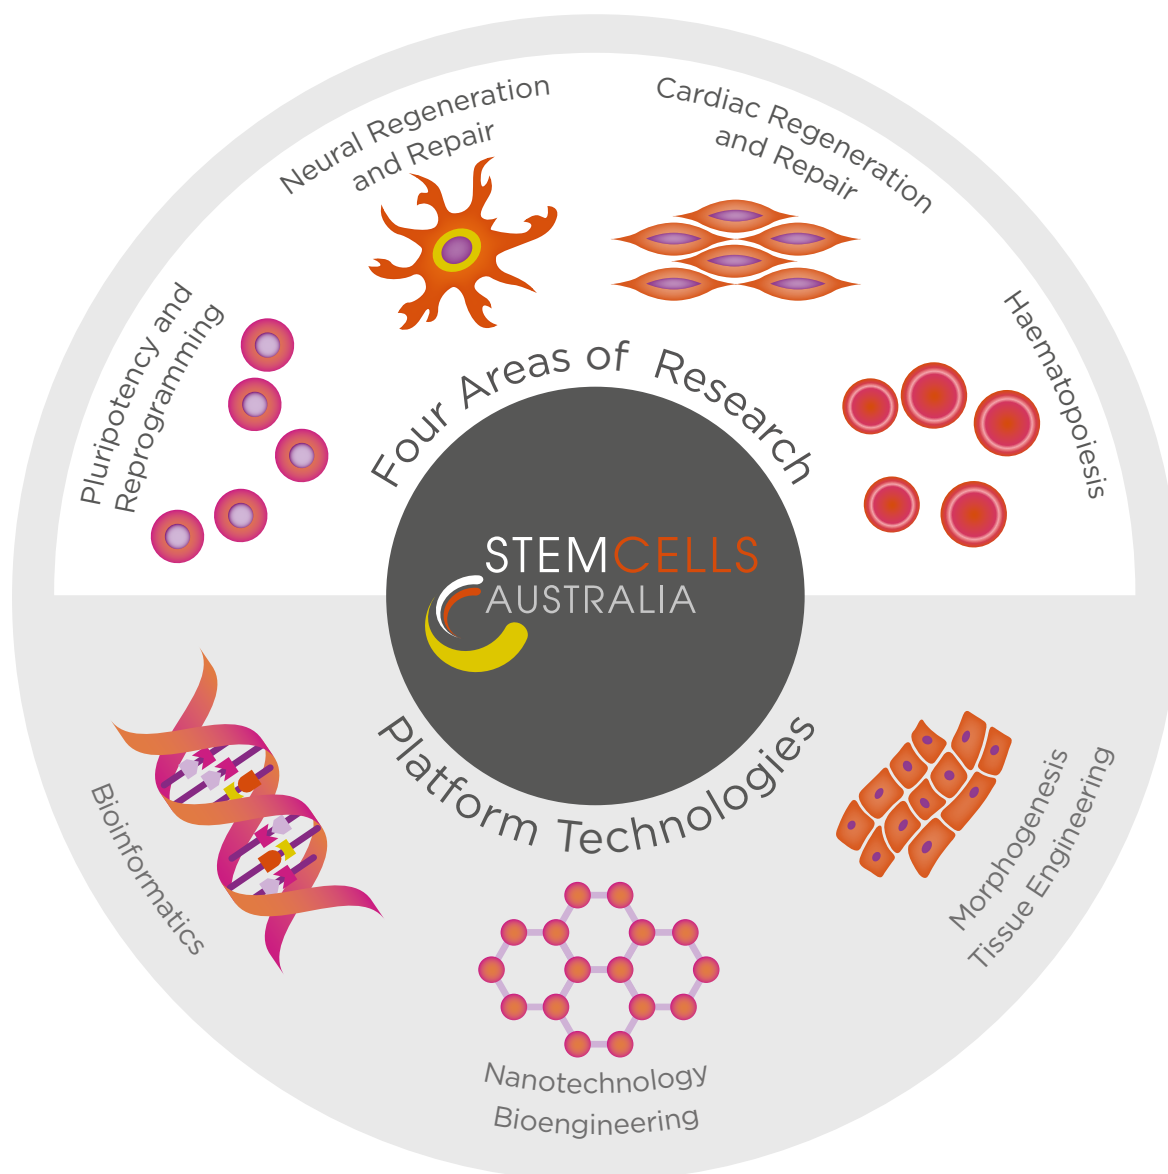 Neural Regeneration
and Repair
Cardiac Regeneration
and Repair
Pluripotency and
Reprogramming
Haematopoiesis
Four Areas of Research
STEMCELLS
AUSTRALIA
Platform Technologies
Bioinformatics
Morphogenesis
Tissue Engineering
Nanotechnology
Bioengineering